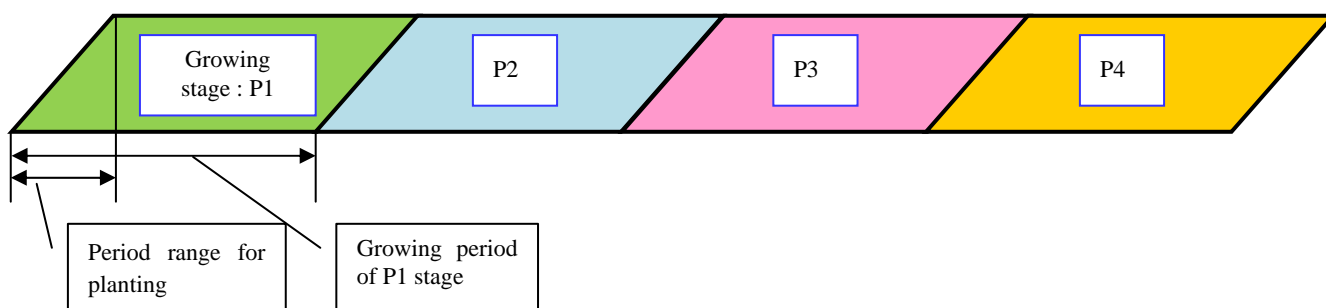 Growing
stage : P1
P2
P3
P4
Period range for
planting
Growing period
of P1 stage